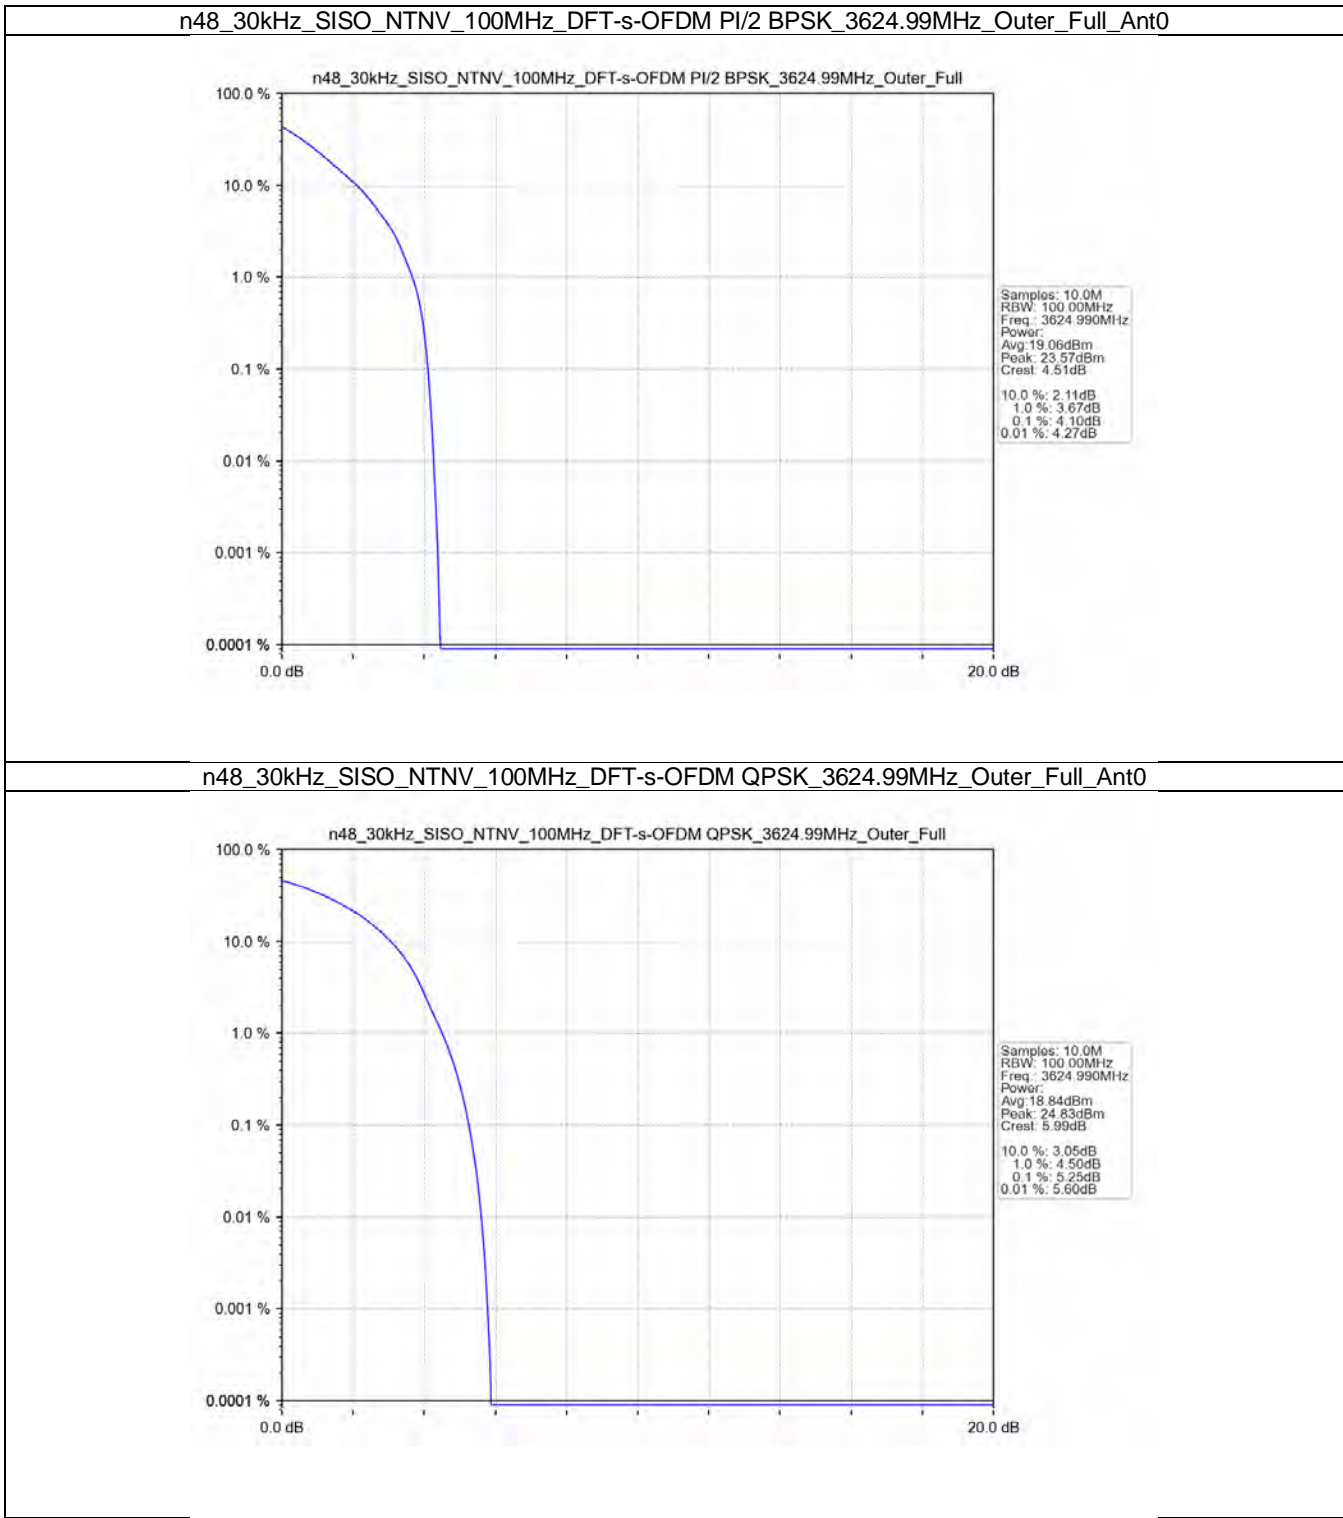 n48_30kHz_SISO_NTNV_100MHz_DFT-s-OFDM PI/2 BPSK_3624.99MHz_Outer_Full_Ant0
n48_30kHz_SISO_NTNV_100MHz_DFT-s-OFDM PI/2 BPSK_3624.99MHz_Outer_Full
100.0 %
10.0 %
1.0 %
0.1 %
0.01 %
0.001 %
0.0001 %
0.0 dB
20.0 dB
Samples: 10.0M
RBW: 100.00MHz
Freq.: 3624.990MHz
Power:
Avg:19.06dBm
Peak: 23.57dBm
Crest: 4.51dB
10.0 %: 2.11dB
1.0 %: 3.67dB
0.1 %: 4.10dB
0.01 %: 4.27dB
n48_30kHz_SISO_NTNV_100MHz_DFT-s-OFDM QPSK_3624.99MHz_Outer_Full_Ant0
n48_30kHz_SISO_NTNV_100MHz_DFT-s-OFDM QPSK_3624.99MHz_Outer_Full
100.0 %
10.0 %
1.0 %
0.1 %
0.01 %
0.001 %
0.0001 %
0.0 dB
20.0 dB
Samples: 10.0M
RBW: 100.00MHz
Freq.: 3624.990MHz
Power:
Avg:18.84dBm
Peak: 24.83dBm
Crest: 5.99dB
10.0 %: 3.05dB
1.0 %: 4.50dB
0.1 %: 5.25dB
0.01 %: 5.60dB